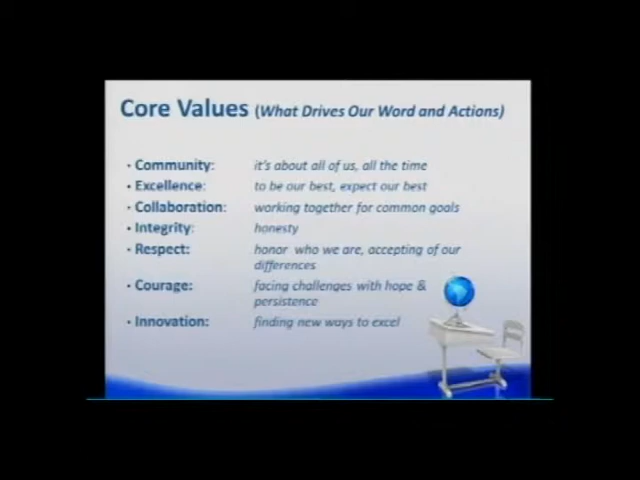 Core Values (What Drives Our Word and Actions)
• Community: it's about all of us, all the time
• Excellence: to be our best, expect our best
• Collaboration: working together for common goals
• Integrity: honesty
• Respect: honor who we are, accepting of our
differences
• Courage: facing challenges with hope &
persistence
• Innovation: finding new ways to excel